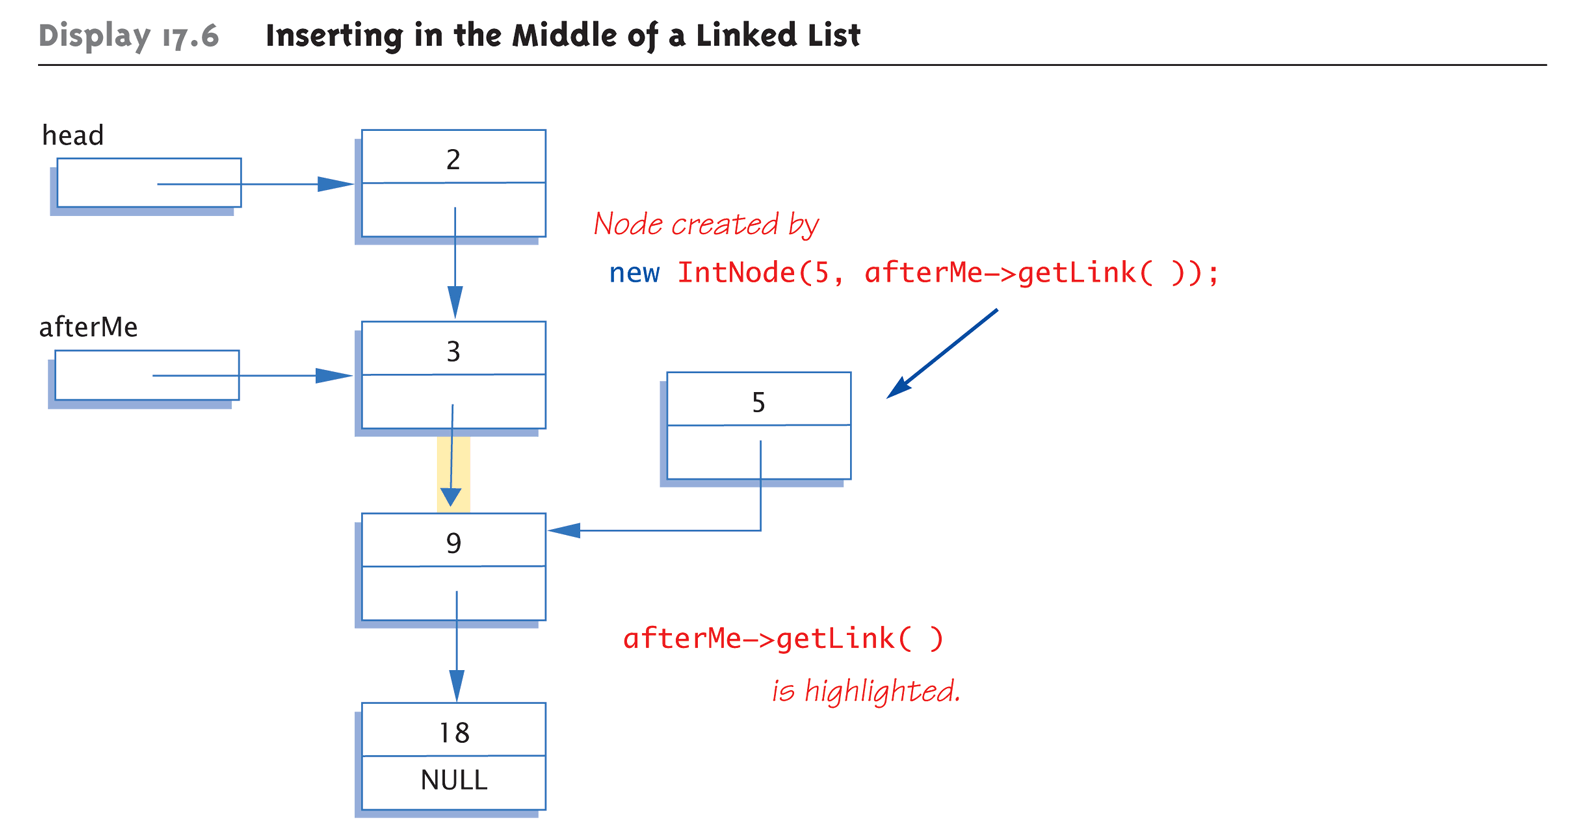 Display 17.6 Inserting in the Middle of a Linked List
head
2
Node created by
new IntNode(5, afterMe->getLink( ));
afterMe
3
5
9
afterMe->getLink( )
is highlighted.
18
NULL